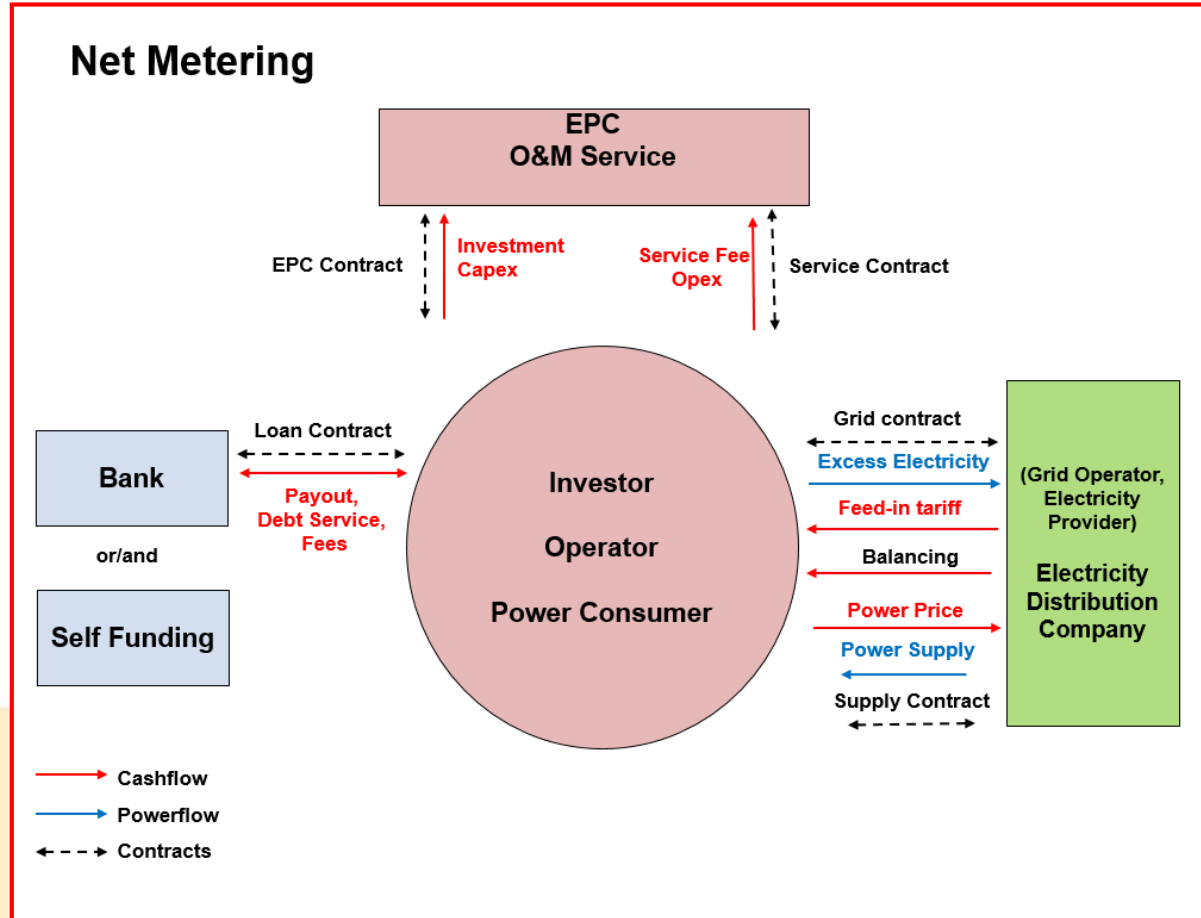 Net Metering
EPC
O&M Service
EPC Contract
Investment
Capex
Service Fee
Opex
Service Contract
Loan Contract
Payout,
Debt Service,
Fees
Bank
or/and
Self Funding
Investor
Operator
Power Consumer
Grid contract
Excess Electricity
Feed-in tariff
Balancing
Power Price
Power Supply
Supply Contract
(Grid Operator,
Electricity
Provider)
Electricity
Distribution
Company
Cashflow
Powerflow
Contracts